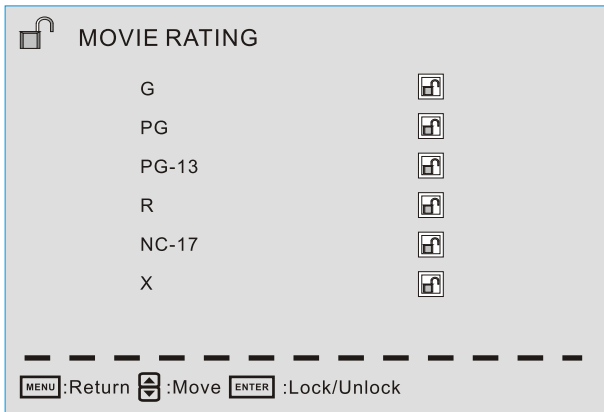 MOVIE RATING
G
PG
PG-13
R
NC-17
X
MENU:Return :Move ENTER :Lock/Unlock